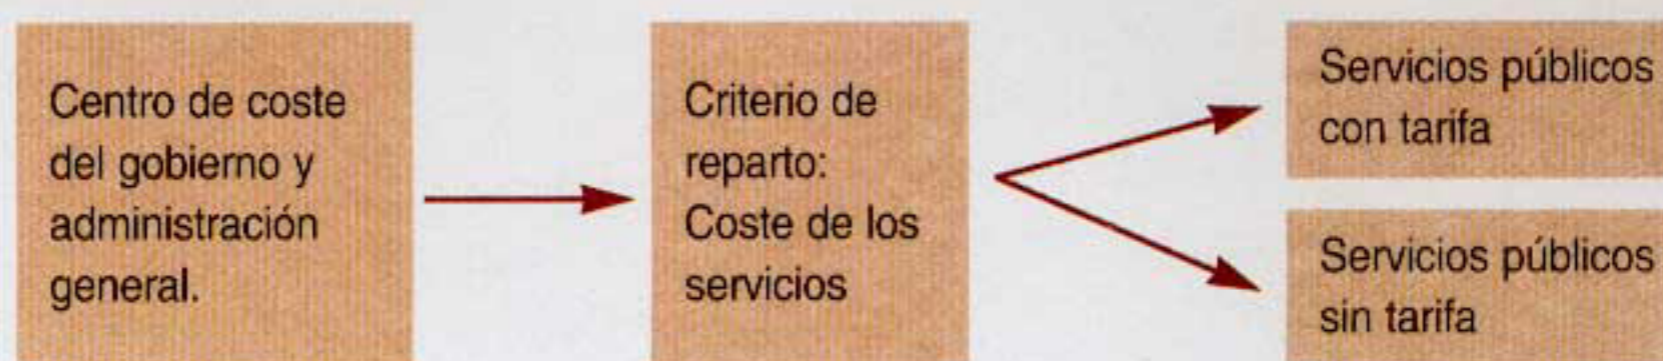 Centro de coste
del gobierno y
administración
general.
Criterio de
reparto:
Coste de los
servicios
Servicios públicos
con tarifa
Servicios públicos
sin tarifa